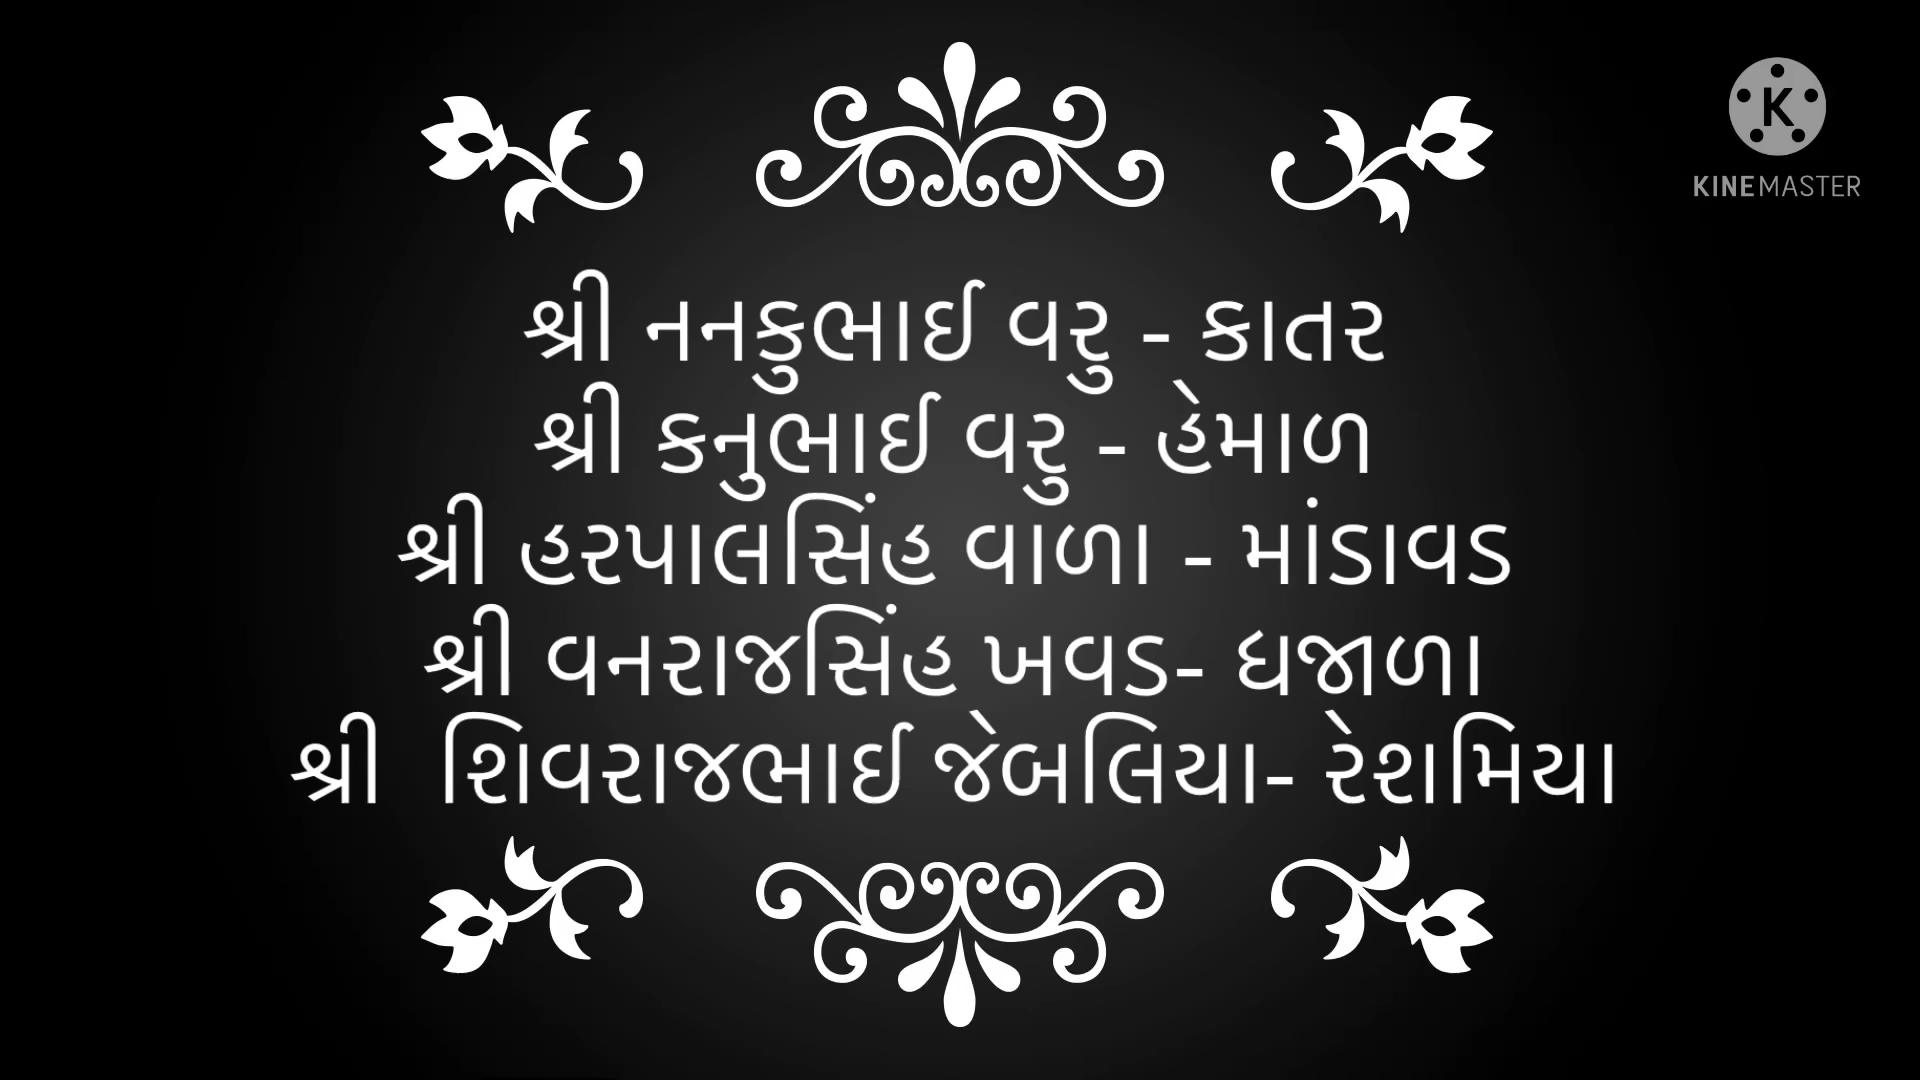 KINEMASTER
શ્રી નનકુભાઈ વરુ - કાતર
શ્રી કનુભાઈ વરુ - હેમાળ
શ્રી હરપાલસિંહ વાળા - માંડાવડ
શ્રી વનરાજસિંહ ખવડ- ધજાળા
શ્રી  શિવરાજભાઈ જેબલિયા- રેશમિયા